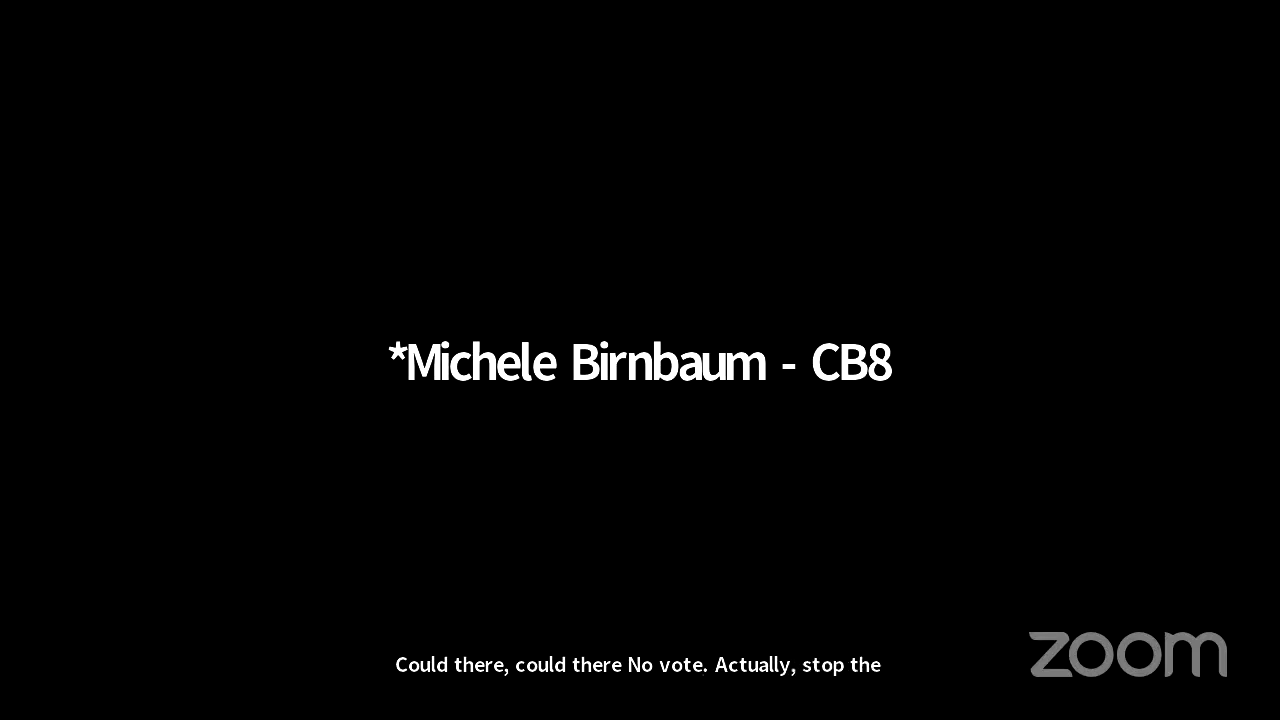 *Michele Birnbaum - CB8
Could there, could there No vote. Actually, stop the
zoom